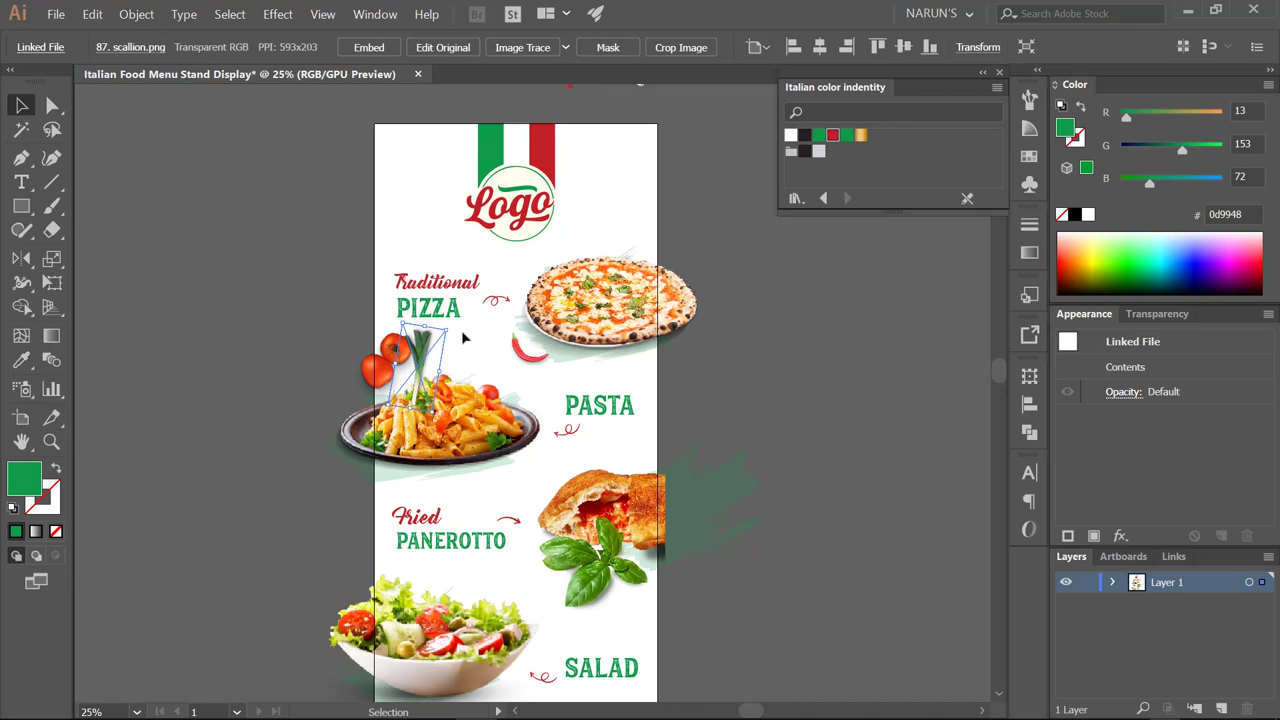 Ai File Edit Object Type Select Effect View Window Help Br St NARUN'S Search Adobe Stock
Linked File 87. scallion.png Transparent RGB PPI: 593x203 Embed Edit Original Image Trace Mask Crop Image Transform
Italian Food Menu Stand Display* @ 25% (RGB/GPU Preview)
Italian color indentity
Color
R 13
G 153
B 72
# 0d9948
Appearance Transparency
Linked File
Contents
Opacity: Default
fx
Layers Artboards Links
Layer 1
1 Layer
Logo
Traditional
PIZZA
PASTA
Fried
PANEROTTO
SALAD
25% 1 Selection